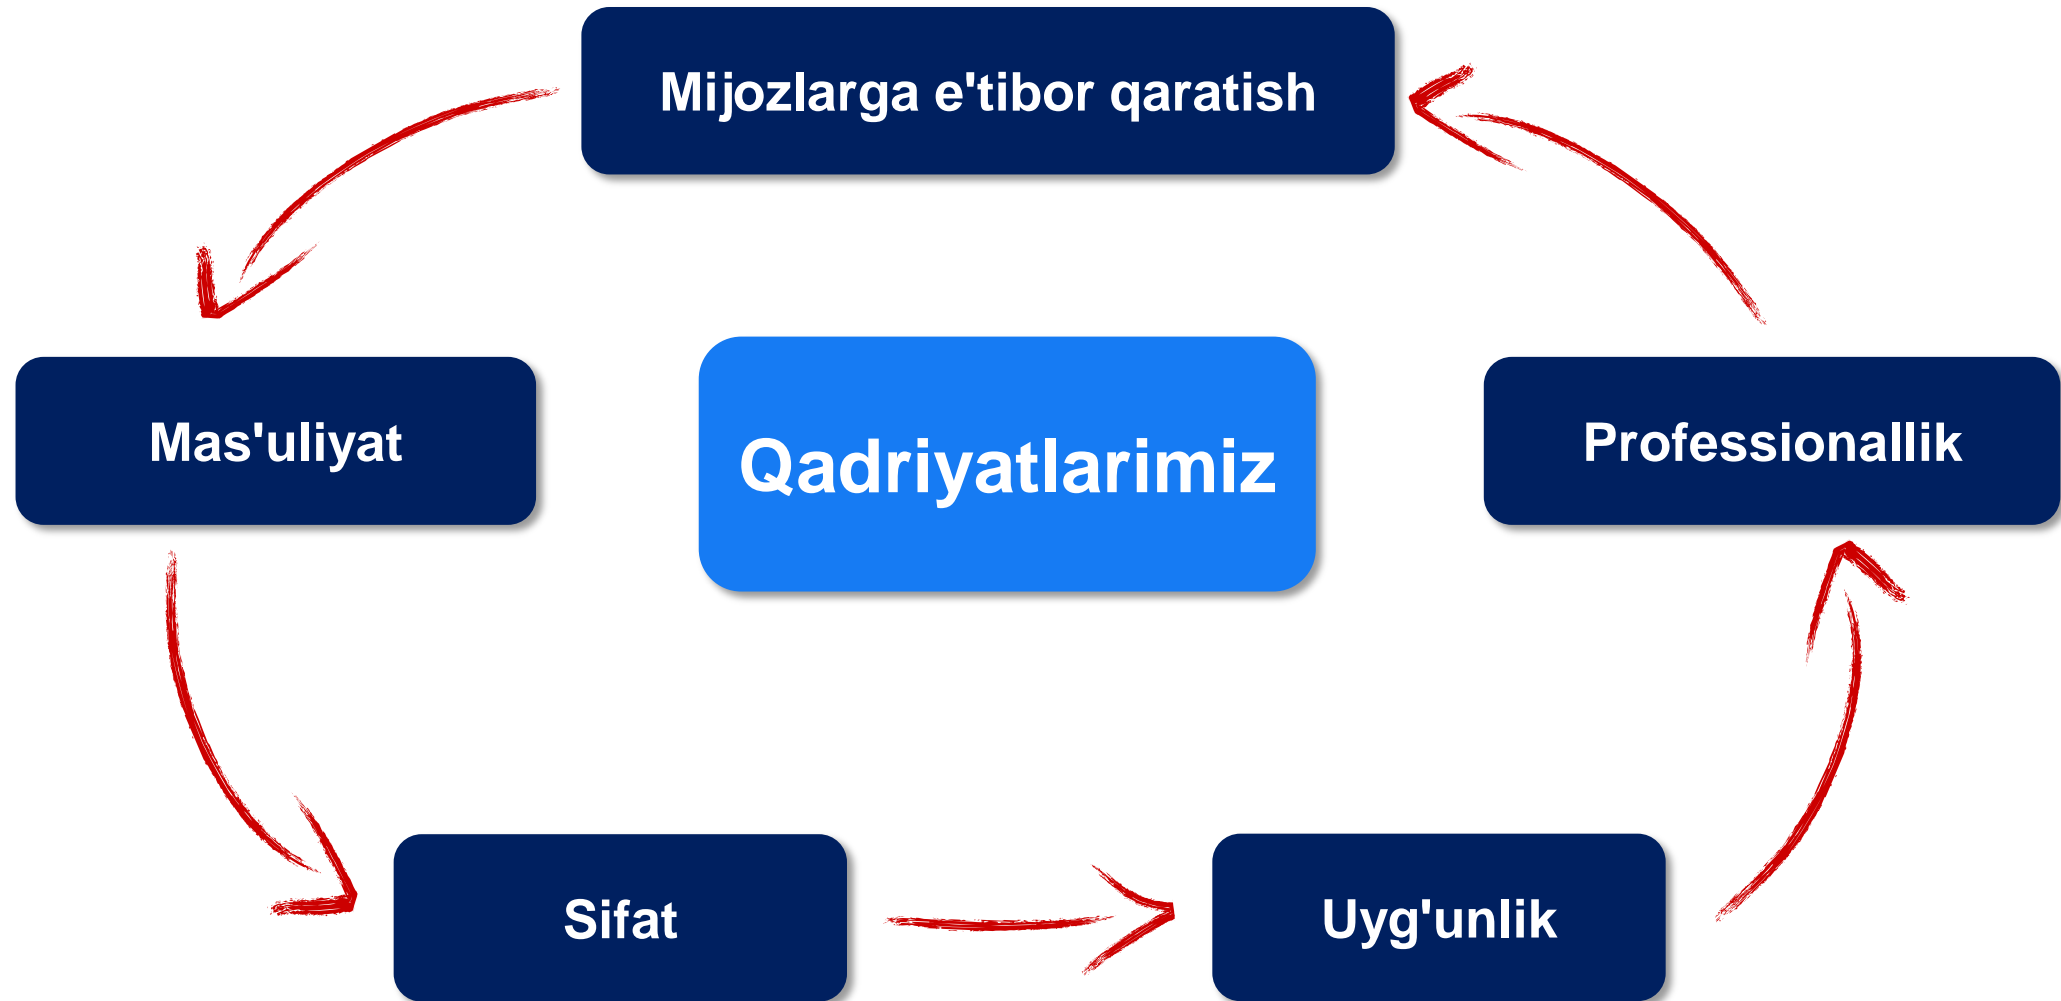 Mijozlarga e'tibor qaratish
Mas'uliyat
Qadriyatlarimiz
Professionallik
Sifat
Uyg'unlik